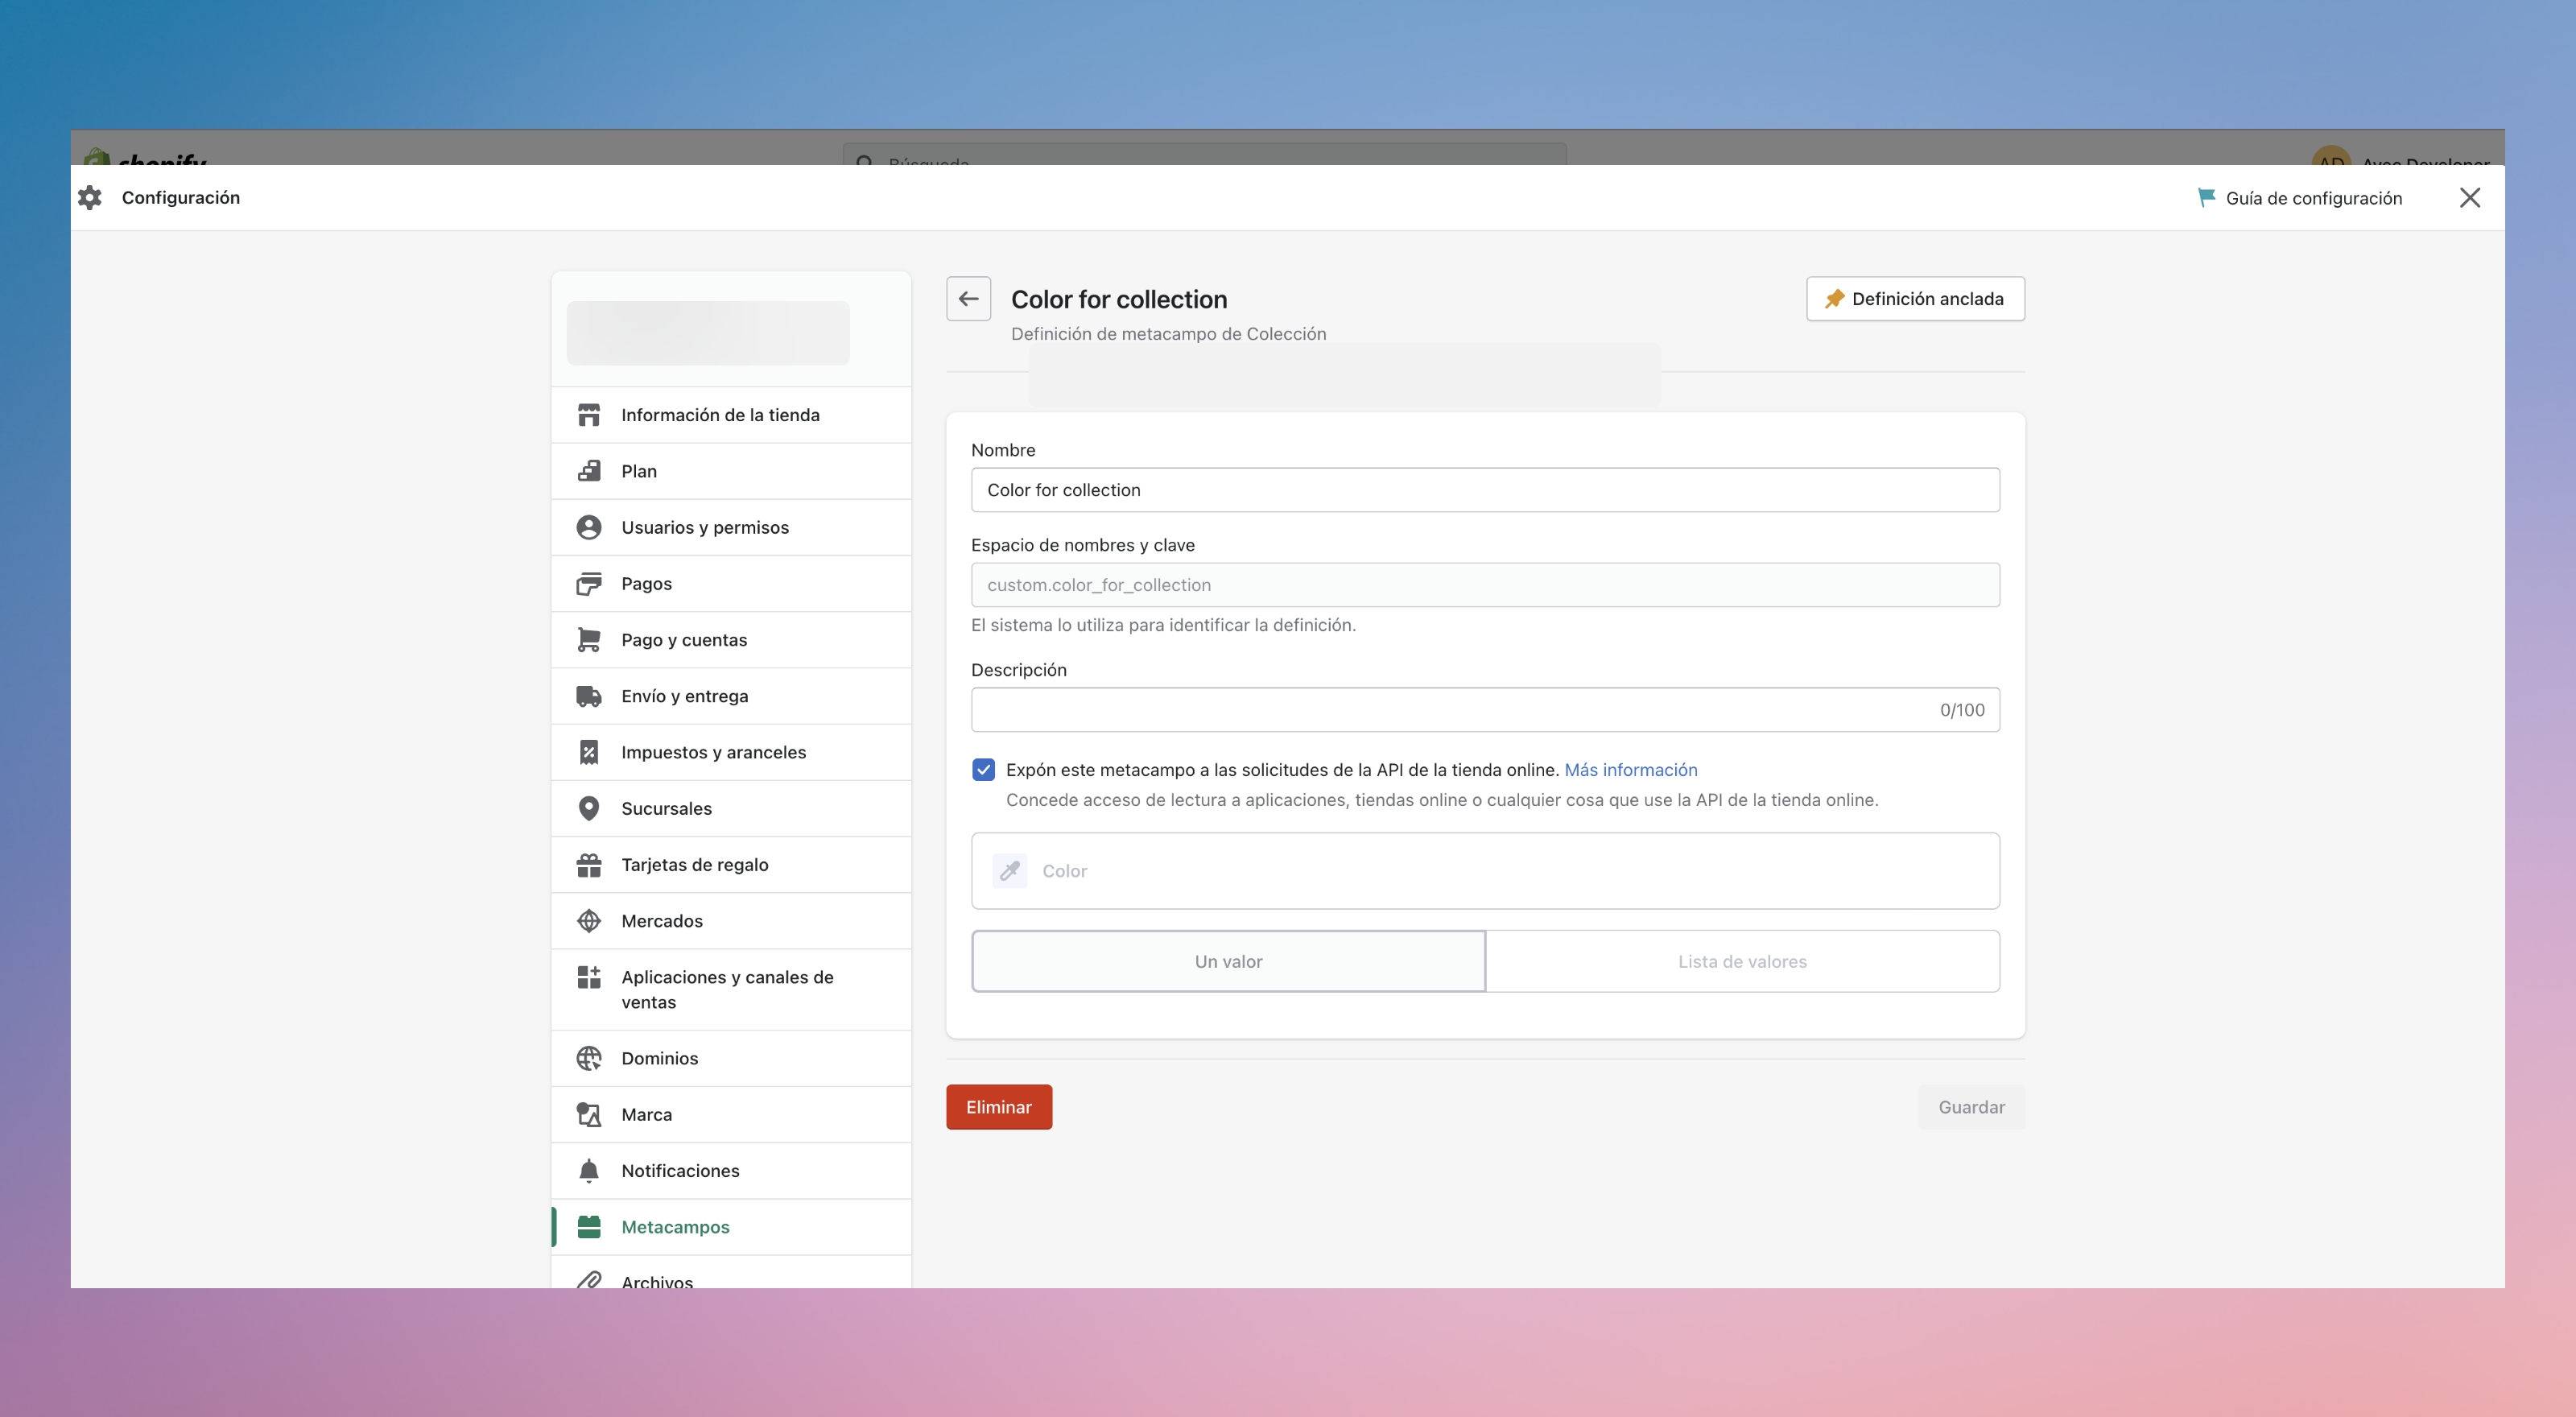 shopify
Búsqueda
AD
Avec Developer
Configuración
Guía de configuración
Información de la tienda
Plan
Usuarios y permisos
Pagos
Pago y cuentas
Envío y entrega
Impuestos y aranceles
Sucursales
Tarjetas de regalo
Mercados
Aplicaciones y canales de
ventas
Dominios
Marca
Notificaciones
Metacampos
Archivos
Color for collection
Definición de metacampo de Colección
Definición anclada
Nombre
Color for collection
Espacio de nombres y clave
custom.color_for_collection
El sistema lo utiliza para identificar la definición.
Descripción
0/100
Expón este metacampo a las solicitudes de la API de la tienda online. Más información
Concede acceso de lectura a aplicaciones, tiendas online o cualquier cosa que use la API de la tienda online.
Color
Un valor
Lista de valores
Eliminar
Guardar